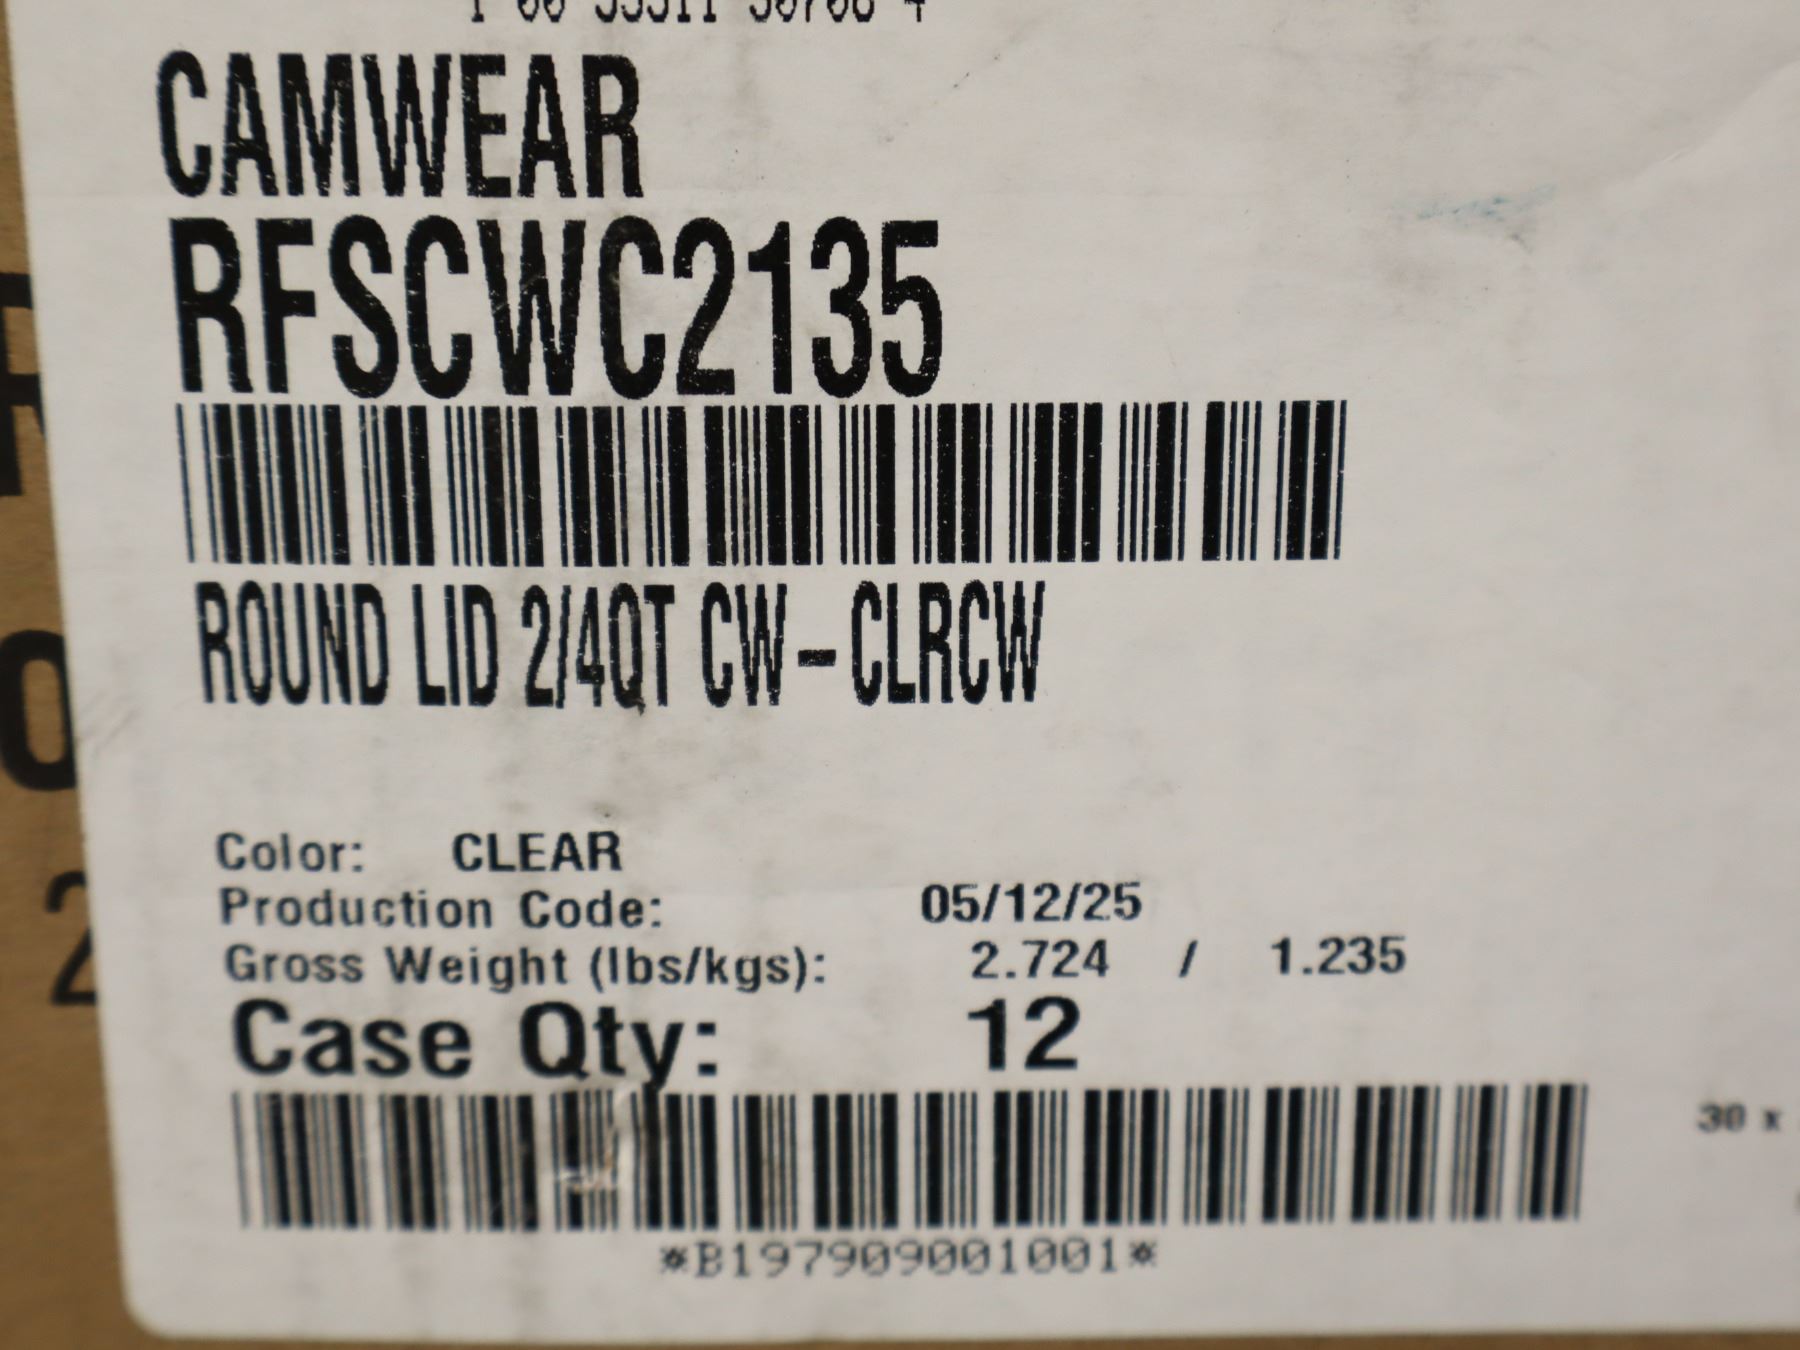 CAMWEAR
RFSCWC2135
ROUND LID 2/4QT CW-CLRCW
Color: CLEAR
Production Code: 05/12/25
Gross Weight (lbs/kgs): 2.724 / 1.235
Case Qty: 12
30 x
*B197909001001*